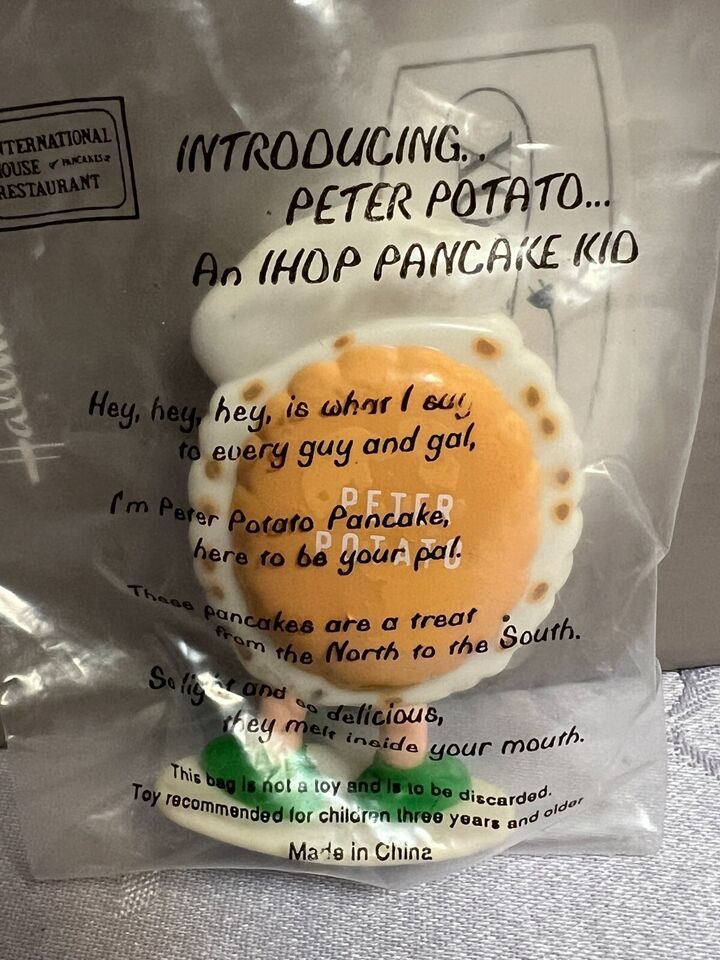 INTERNATIONAL
HOUSE of PANCAKES
RESTAURANT
INTRODUCING..
PETER POTATO...
An IHOP PANCAKE KID
Hey, hey, hey, is what I say
to every guy and gal,
I'm Peter Potato Pancake,
here to be your pal.
PETER
POTATO
These pancakes are a treat
from the North to the South.
So light and so delicious,
they melt inside your mouth.
This bag is not a toy and is to be discarded.
Toy recommended for children three years and older
Made in China